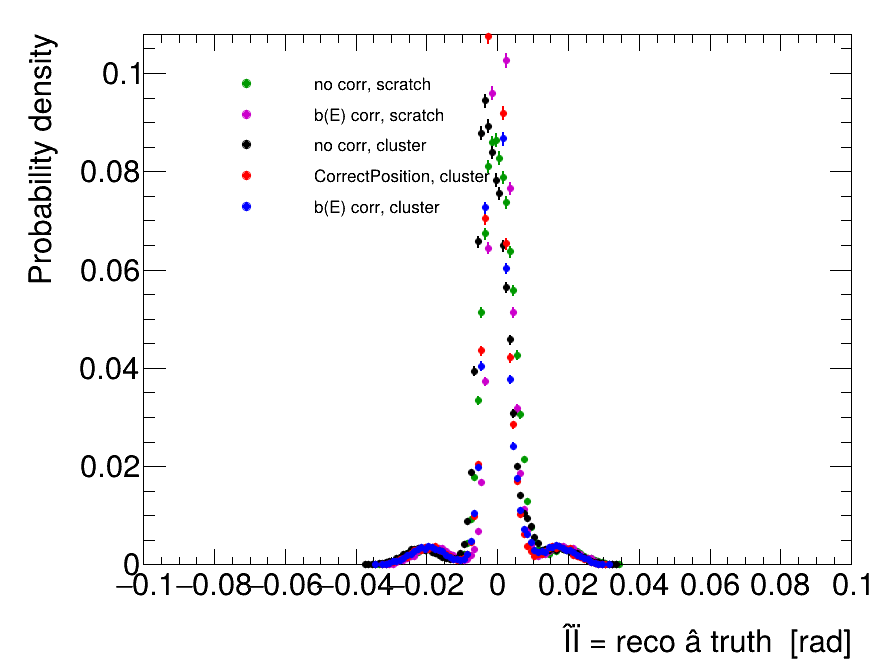 Probability density
0.1
0.08
0.06
0.04
0.02
0
no corr, scratch
b(E) corr, scratch
no corr, cluster
CorrectPosition, cluster
b(E) corr, cluster
−0.1 −0.08 −0.06 −0.04 −0.02 0 0.02 0.04 0.06 0.08 0.1
ÎÏ = reco â truth [rad]